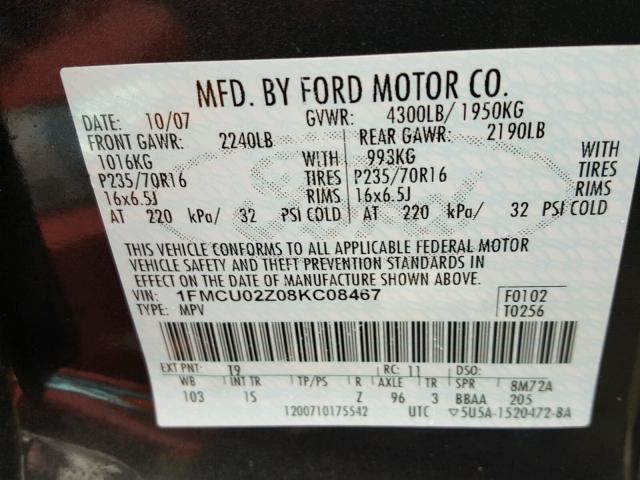 MFD. BY FORD MOTOR CO.
DATE: 10/07 GVWR: 4300LB/ 1950KG
FRONT GAWR: 2240LB REAR GAWR: 2190LB
1016KG WITH 993KG WITH
P235/70R16 TIRES P235/70R16 TIRES
16x6.5J RIMS 16x6.5J RIMS
AT 220 kPa/ 32 PSI COLD AT 220 kPa/ 32 PSI COLD
THIS VEHICLE CONFORMS TO ALL APPLICABLE FEDERAL MOTOR
VEHICLE SAFETY AND THEFT PREVENTION STANDARDS IN
EFFECT ON THE DATE OF MANUFACTURE SHOWN ABOVE.
VIN: 1FMCU02Z08KC08467 F0102
TYPE: MPV T0256
EXT PNT: T9 RC: 11 DSO:
WB INT TR TP/PS R AXLE TR SPR 8M72A
103 1S Z 96 3 BBAA 205
1200710175542 UTC ▽5U5A-1520472-BA
Ford